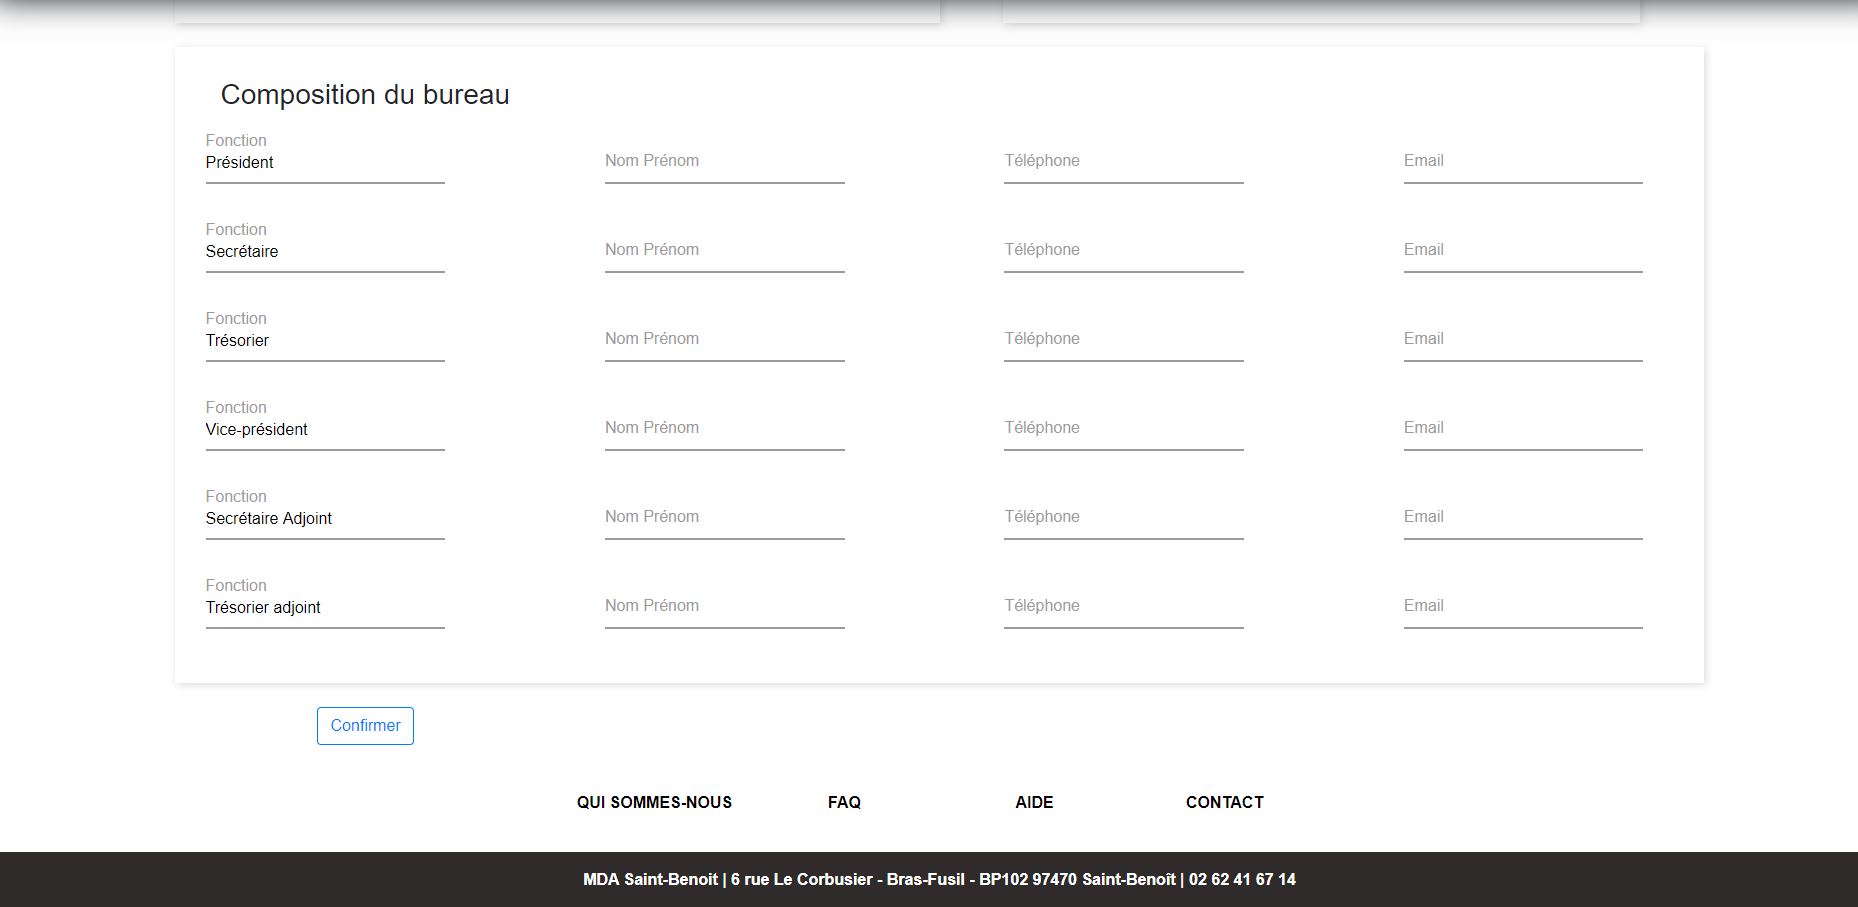 Composition du bureau
Fonction
Président
Nom Prénom
Téléphone
Email
Fonction
Secrétaire
Nom Prénom
Téléphone
Email
Fonction
Trésorier
Nom Prénom
Téléphone
Email
Fonction
Vice-président
Nom Prénom
Téléphone
Email
Fonction
Secrétaire Adjoint
Nom Prénom
Téléphone
Email
Fonction
Trésorier adjoint
Nom Prénom
Téléphone
Email
Confirmer
QUI SOMMES-NOUS FAQ AIDE CONTACT
MDA Saint-Benoit | 6 rue Le Corbusier - Bras-Fusil - BP102 97470 Saint-Benoît | 02 62 41 67 14